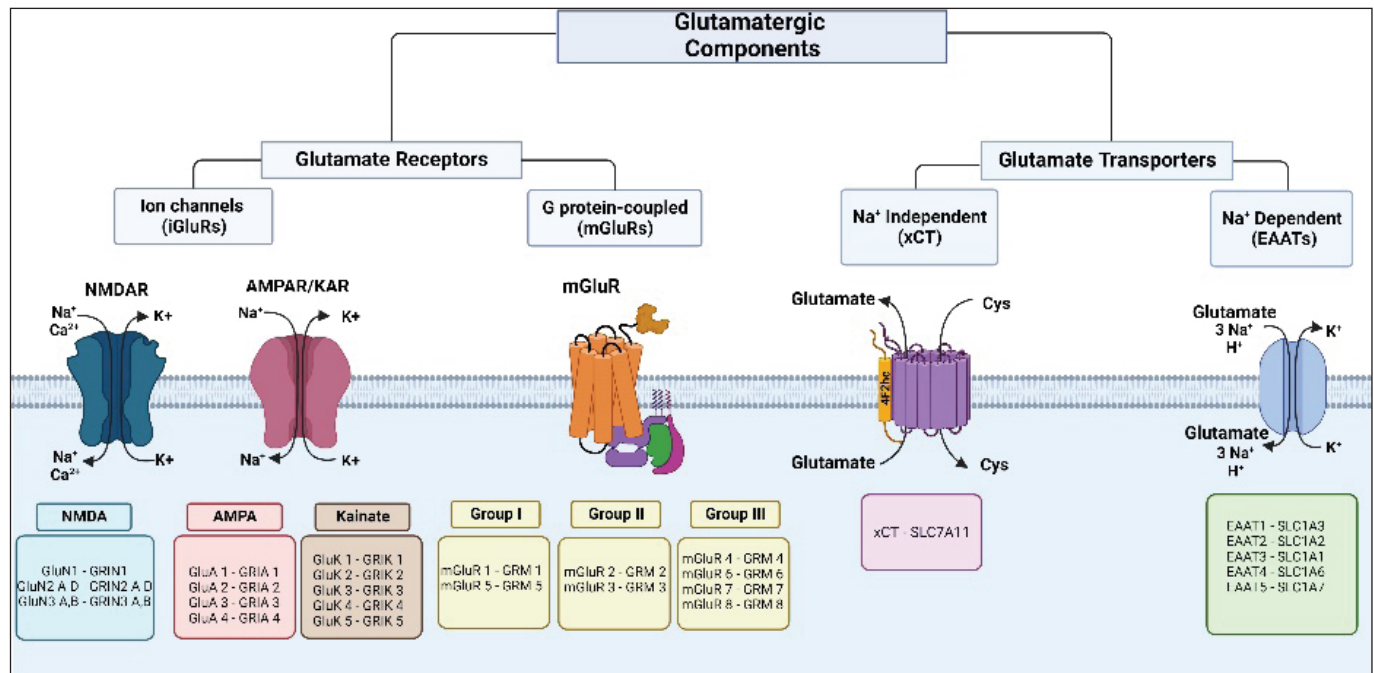 Glutamatergic
Components
Glutamate Receptors
Glutamate Transporters
Ion channels
(iGluRs)
G protein-coupled
(mGluRs)
Na⁺ Independent
(xCT)
Na⁺ Dependent
(EAATs)
NMDAR
Na⁺
Ca²⁺
K+
Na⁺
Ca²⁺
K+
AMPAR/KAR
Na⁺
K+
Na⁺
K+
mGluR
Glutamate
Cys
4F2hc
Glutamate
Cys
Glutamate
3 Na⁺
H⁺
K⁺
Glutamate
3 Na⁺
H⁺
K⁺
NMDA
GluN1 - GRIN1
GluN2 A D GRIN2 A D
GluN3 A,B - GRIN3 A,B
AMPA
GluA 1 - GRIA 1
GluA 2 - GRIA 2
GluA 3 - GRIA 3
GluA 4 - GRIA 4
Kainate
GluK 1 - GRIK 1
GluK 2 - GRIK 2
GluK 3 - GRIK 3
GluK 4 - GRIK 4
GluK 5 - GRIK 5
Group I
mGluR 1 - GRM 1
mGluR 5 - GRM 5
Group II
mGluR 2 - GRM 2
mGluR 3 - GRM 3
Group III
mGluR 4 - GRM 4
mGluR 6 - GRM 6
mGluR 7 - GRM 7
mGluR 8 - GRM 8
xCT - SLC7A11
EAAT1 - SLC1A3
EAAT2 - SLC1A2
EAAT3 - SLC1A1
EAAT4 - SLC1A6
EAAT5 - SLC1A7